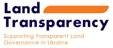 Land
Transparency
Supporting Transparent Land
Governance in Ukraine